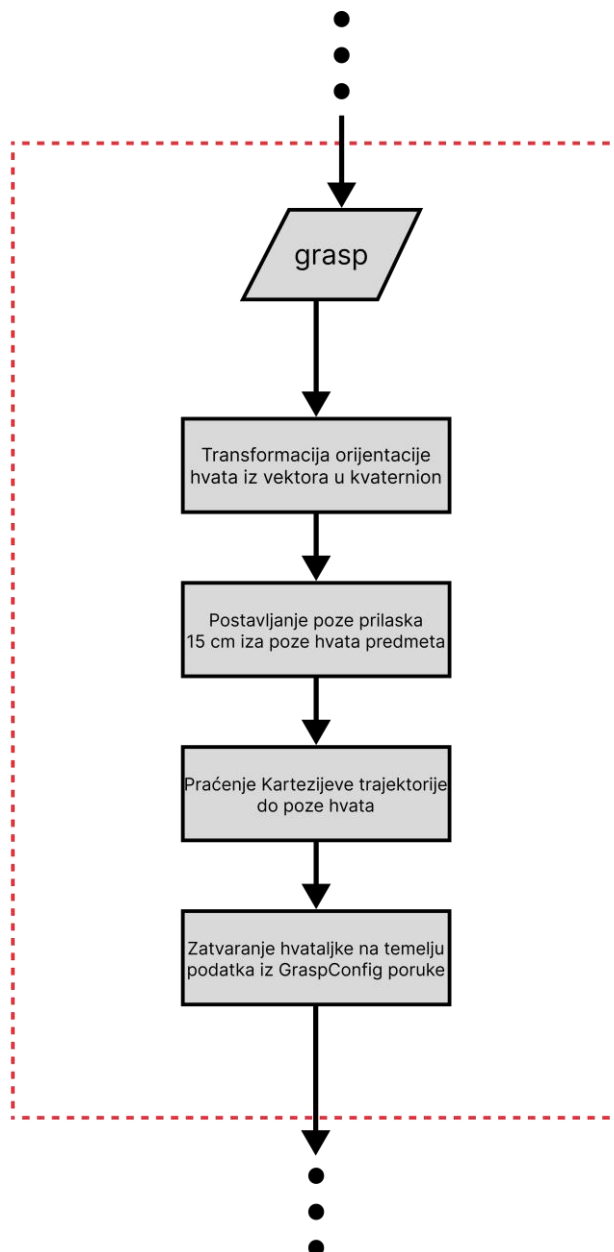 grasp
Transformacija orijentacije
hvata iz vektora u kvaternion
Postavljanje poze prilaska
15 cm iza poze hvata predmeta
Praćenje Kartezijeve trajektorije
do poze hvata
Zatvaranje hvataljke na temelju
podatka iz GraspConfig poruke